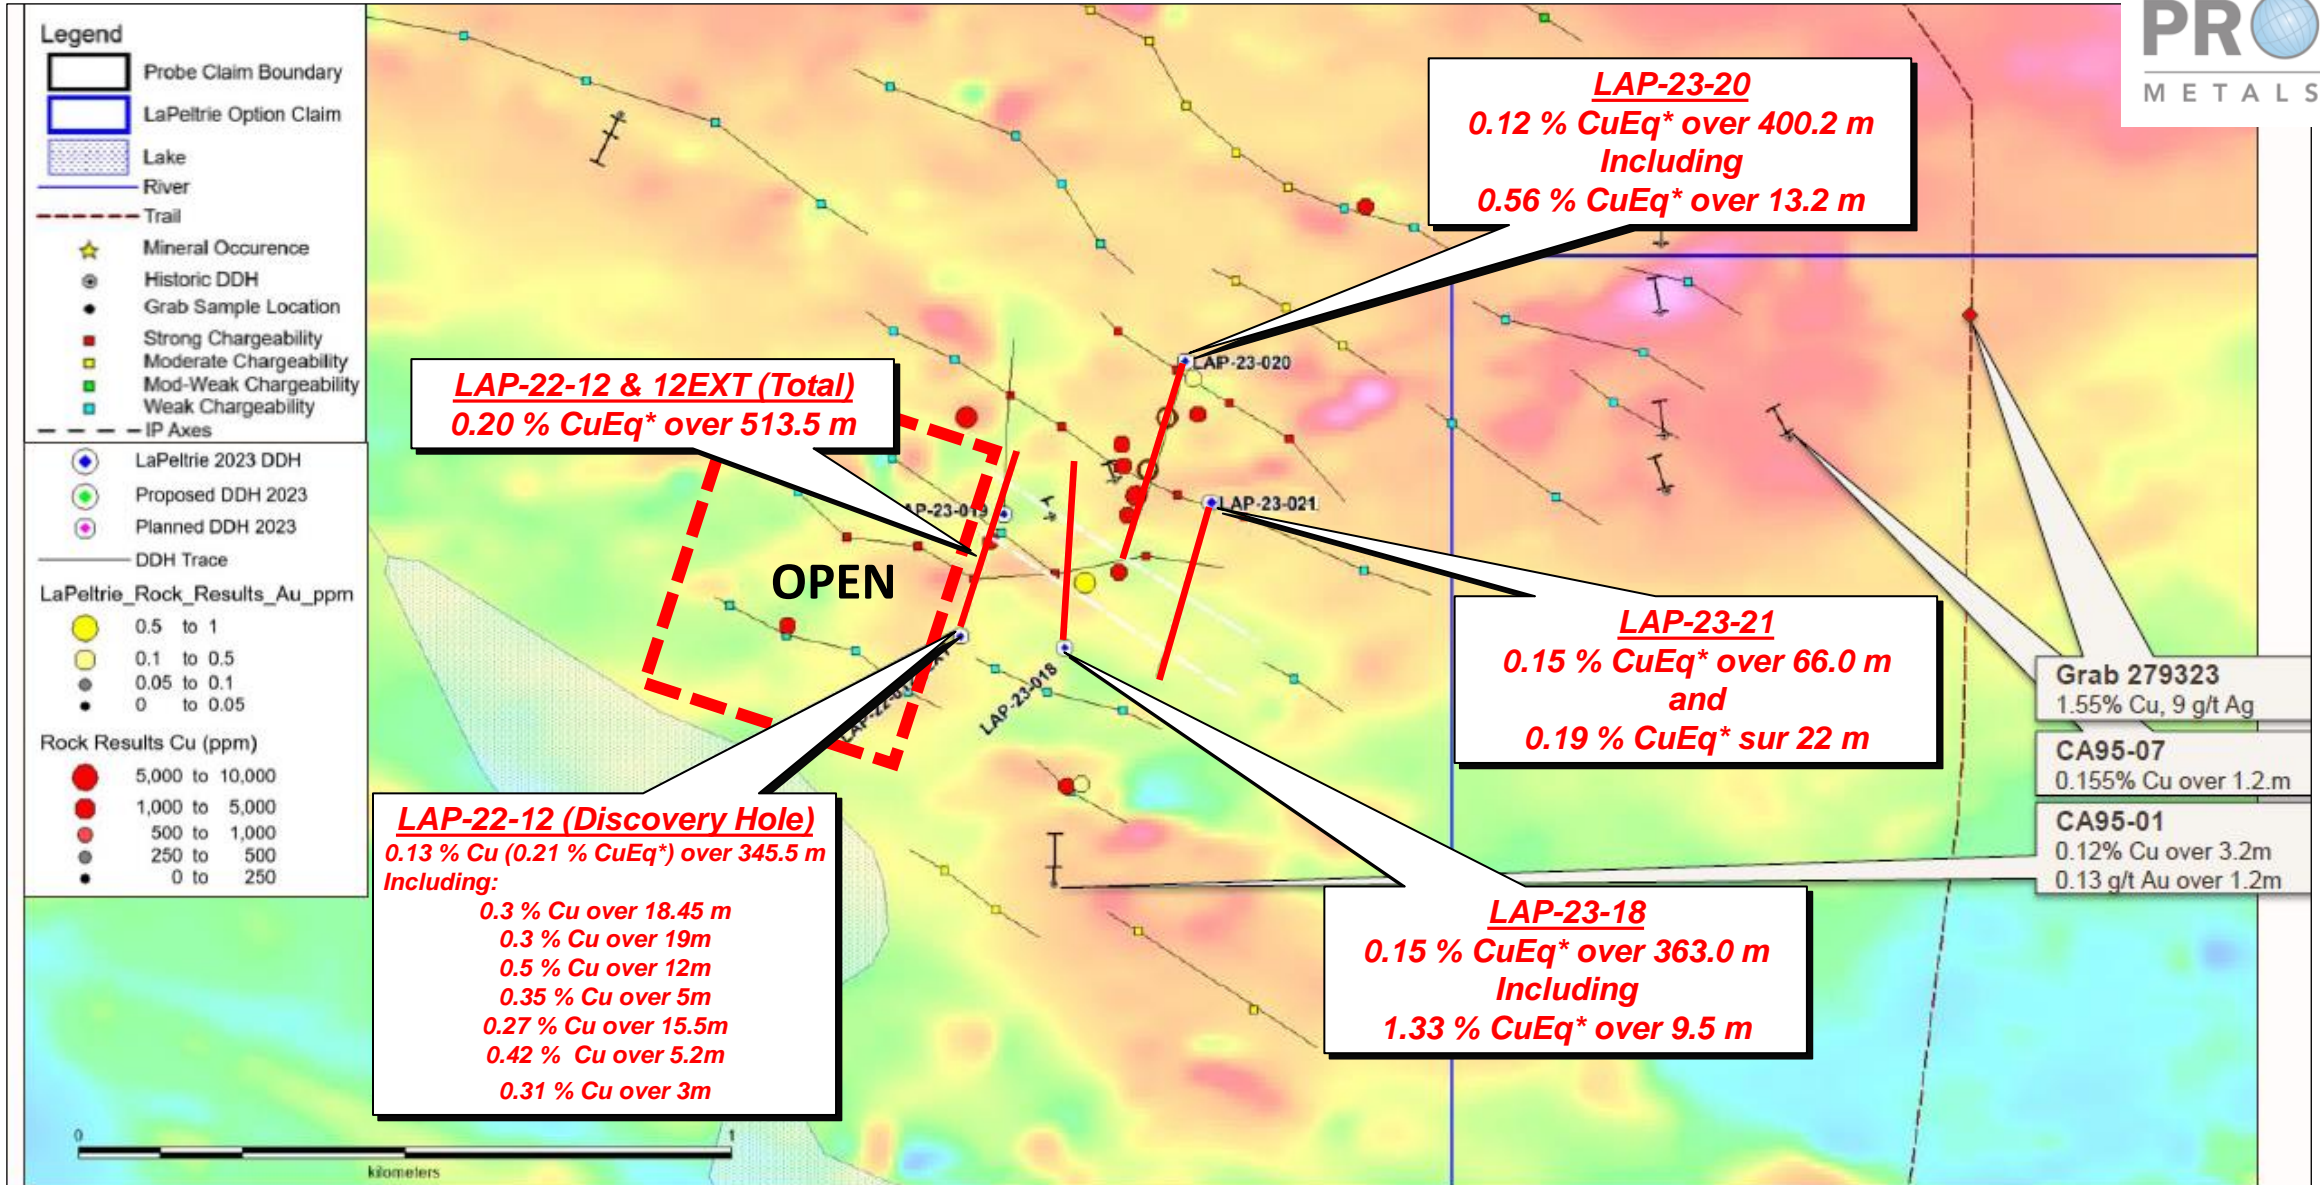 Legend
Probe Claim Boundary
LaPeltrie Option Claim
Lake
River
Trail
Mineral Occurence
Historic DDH
Grab Sample Location
Strong Chargeability
Moderate Chargeability
Mod-Weak Chargeability
Weak Chargeability
IP Axes
LaPeltrie 2023 DDH
Proposed DDH 2023
Planned DDH 2023
DDH Trace
LaPeltrie_Rock_Results_Au_ppm
0.5 to 1
0.1 to 0.5
0.05 to 0.1
0 to 0.05
Rock Results Cu (ppm)
5,000 to 10,000
1,000 to 5,000
500 to 1,000
250 to 500
0 to 250
PRO
METALS
LAP-23-20
0.12 % CuEq* over 400.2 m
Including
0.56 % CuEq* over 13.2 m
LAP-22-12 & 12EXT (Total)
0.20 % CuEq* over 513.5 m
LAP-23-020
LAP-23-021
AP-23-019
OPEN
LAP-23-018
LAP-23-21
0.15 % CuEq* over 66.0 m
and
0.19 % CuEq* sur 22 m
Grab 279323
1.55% Cu, 9 g/t Ag
CA95-07
0.155% Cu over 1.2.m
CA95-01
0.12% Cu over 3.2m
0.13 g/t Au over 1.2m
LAP-22-12 (Discovery Hole)
0.13 % Cu (0.21 % CuEq*) over 345.5 m
Including:
0.3 % Cu over 18.45 m
0.3 % Cu over 19m
0.5 % Cu over 12m
0.35 % Cu over 5m
0.27 % Cu over 15.5m
0.42 % Cu over 5.2m
0.31 % Cu over 3m
LAP-23-18
0.15 % CuEq* over 363.0 m
Including
1.33 % CuEq* over 9.5 m
0 1
kilometers